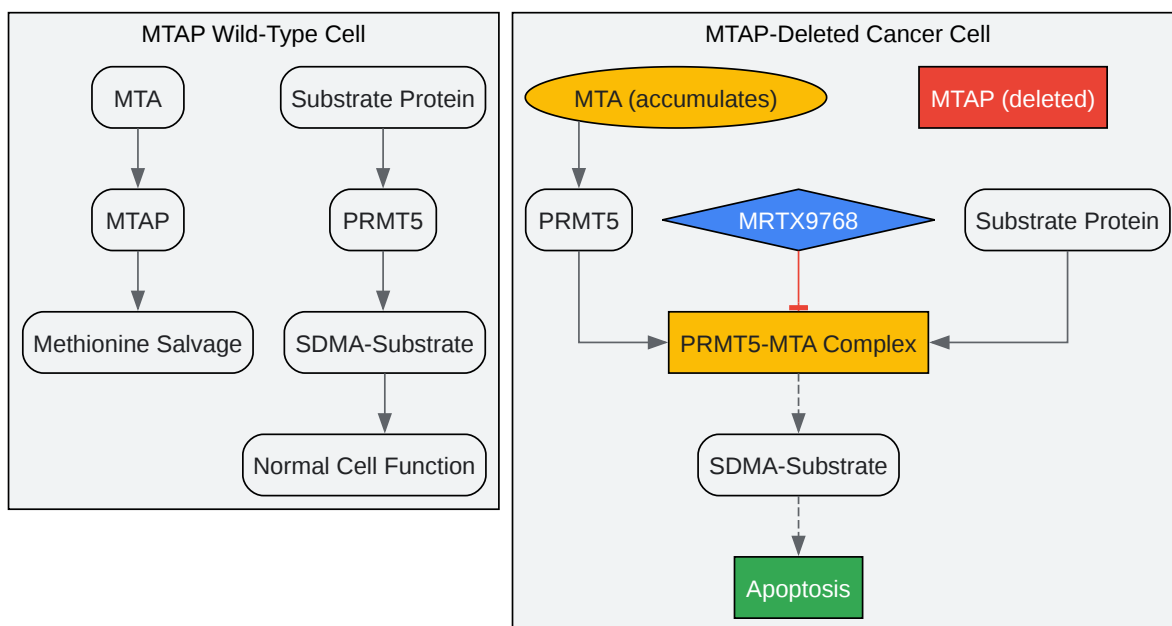 MTAP Wild-Type Cell
MTA
Substrate Protein
MTAP
PRMT5
Methionine Salvage
SDMA-Substrate
Normal Cell Function
MTAP-Deleted Cancer Cell
MTA (accumulates)
MTAP (deleted)
PRMT5
MRTX9768
Substrate Protein
PRMT5-MTA Complex
SDMA-Substrate
Apoptosis